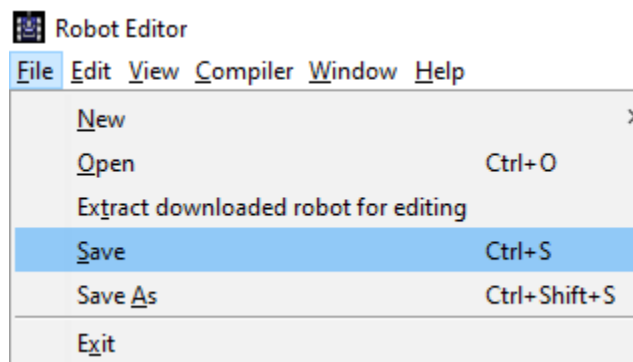 Robot Editor
File Edit View Compiler Window Help
New
Open Ctrl+O
Extract downloaded robot for editing
Save Ctrl+S
Save As Ctrl+Shift+S
Exit